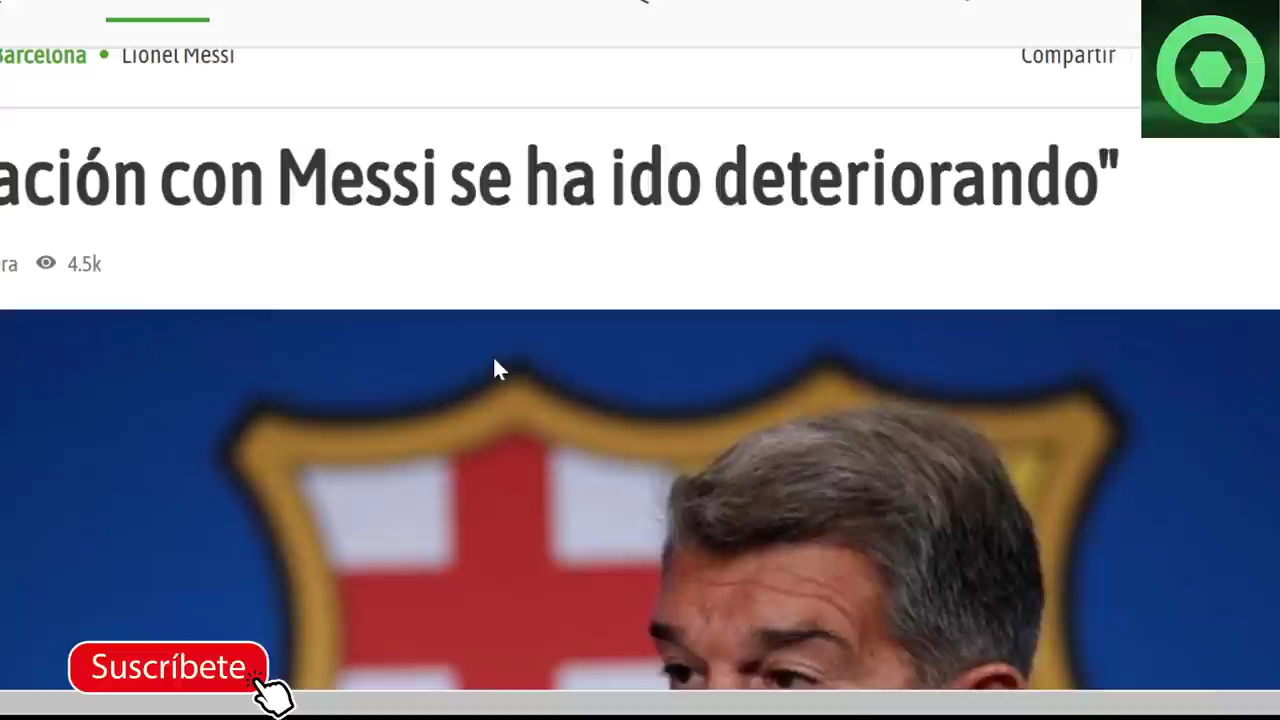 Barcelona • Lionel Messi
Compartir
ación con Messi se ha ido deteriorando"
ra 4.5k
Suscríbete